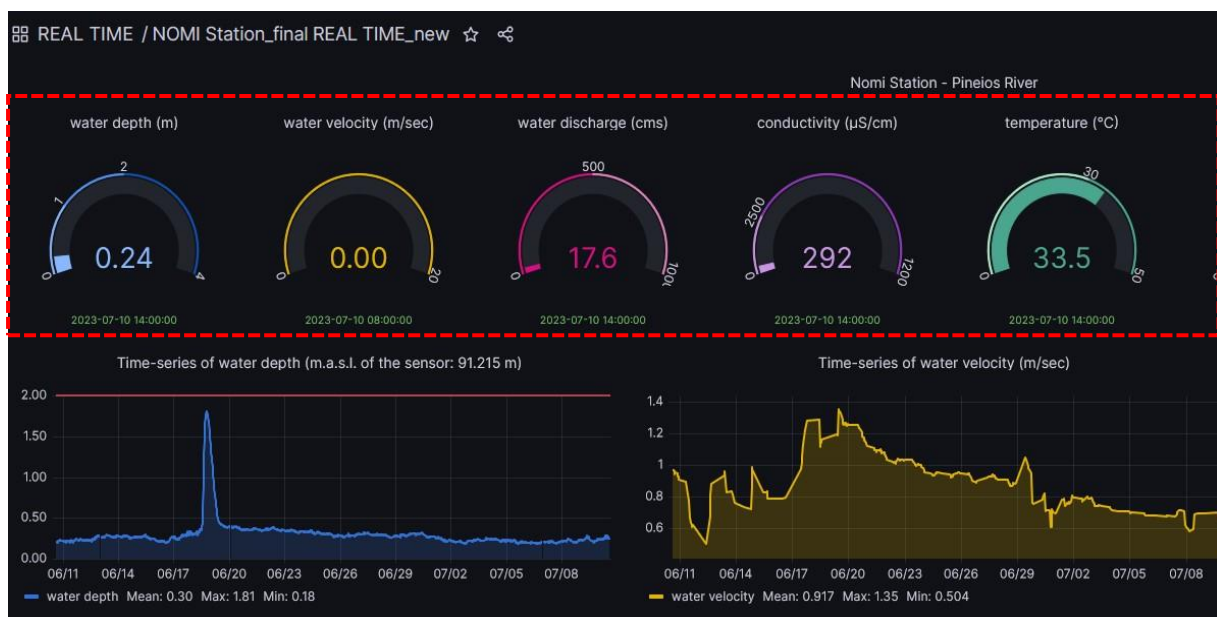 REAL TIME / NOMI Station_final REAL TIME_new
Nomi Station - Pineios River
water depth (m)
water velocity (m/sec)
water discharge (cms)
conductivity (µS/cm)
temperature (°C)
0 1 2 4
0.24
0 20
0.00
0 500 1000
17.6
0 2500 1200
292
0 30 50
33.5
2023-07-10 14:00:00
2023-07-10 08:00:00
2023-07-10 14:00:00
2023-07-10 14:00:00
2023-07-10 14:00:00
Time-series of water depth (m.a.s.l. of the sensor: 91.215 m)
2.00
1.50
1.00
0.50
0.00
06/11 06/14 06/17 06/20 06/23 06/26 06/29 07/02 07/05 07/08
water depth Mean: 0.30 Max: 1.81 Min: 0.18
Time-series of water velocity (m/sec)
1.4
1.2
1
0.8
0.6
06/11 06/14 06/17 06/20 06/23 06/26 06/29 07/02 07/05 07/08
water velocity Mean: 0.917 Max: 1.35 Min: 0.504